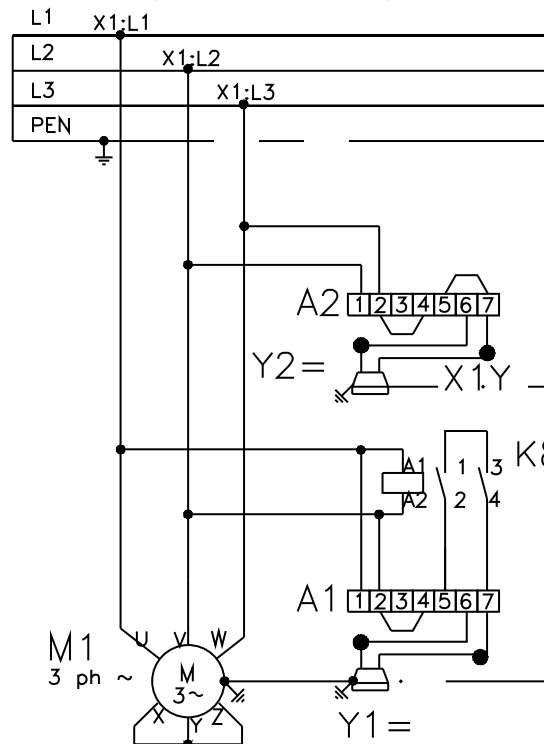 L1
X1:L1
L2
X1:L2
L3
X1:L3
PEN
A2
1 2 3 4 5 6 7
Y2=
X1.Y
A1 1 3
A2 2 4
A1
1 2 3 4 5 6 7
U V W
M1
3 ph ~
M
3~
X Y Z
Y1=